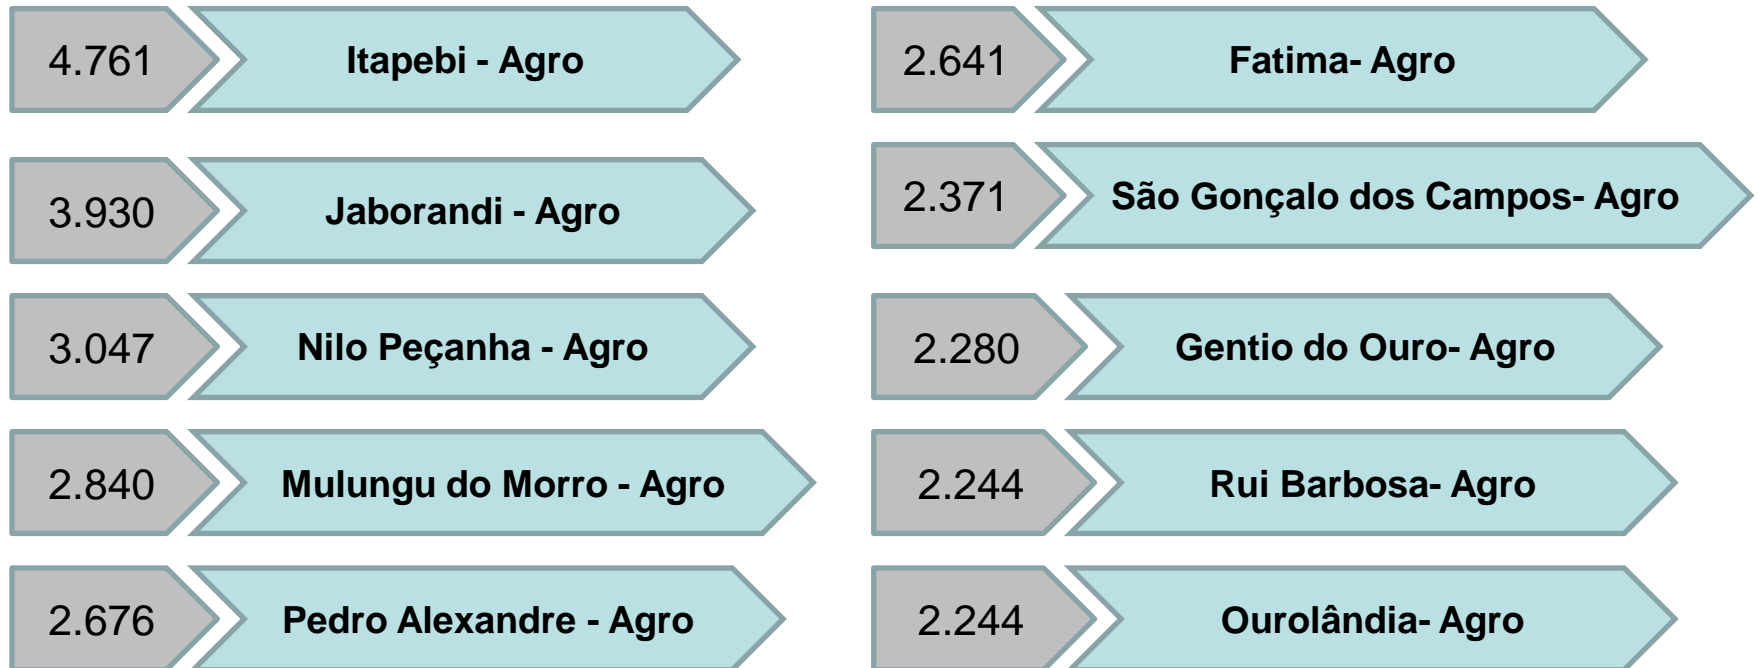 4.761
Itapebi - Agro
3.930
Jaborandi - Agro
3.047
Nilo Peçanha - Agro
2.840
Mulungu do Morro - Agro
2.676
Pedro Alexandre - Agro
2.641
Fatima- Agro
2.371
São Gonçalo dos Campos- Agro
2.280
Gentio do Ouro- Agro
2.244
Rui Barbosa- Agro
2.244
Ourolândia- Agro